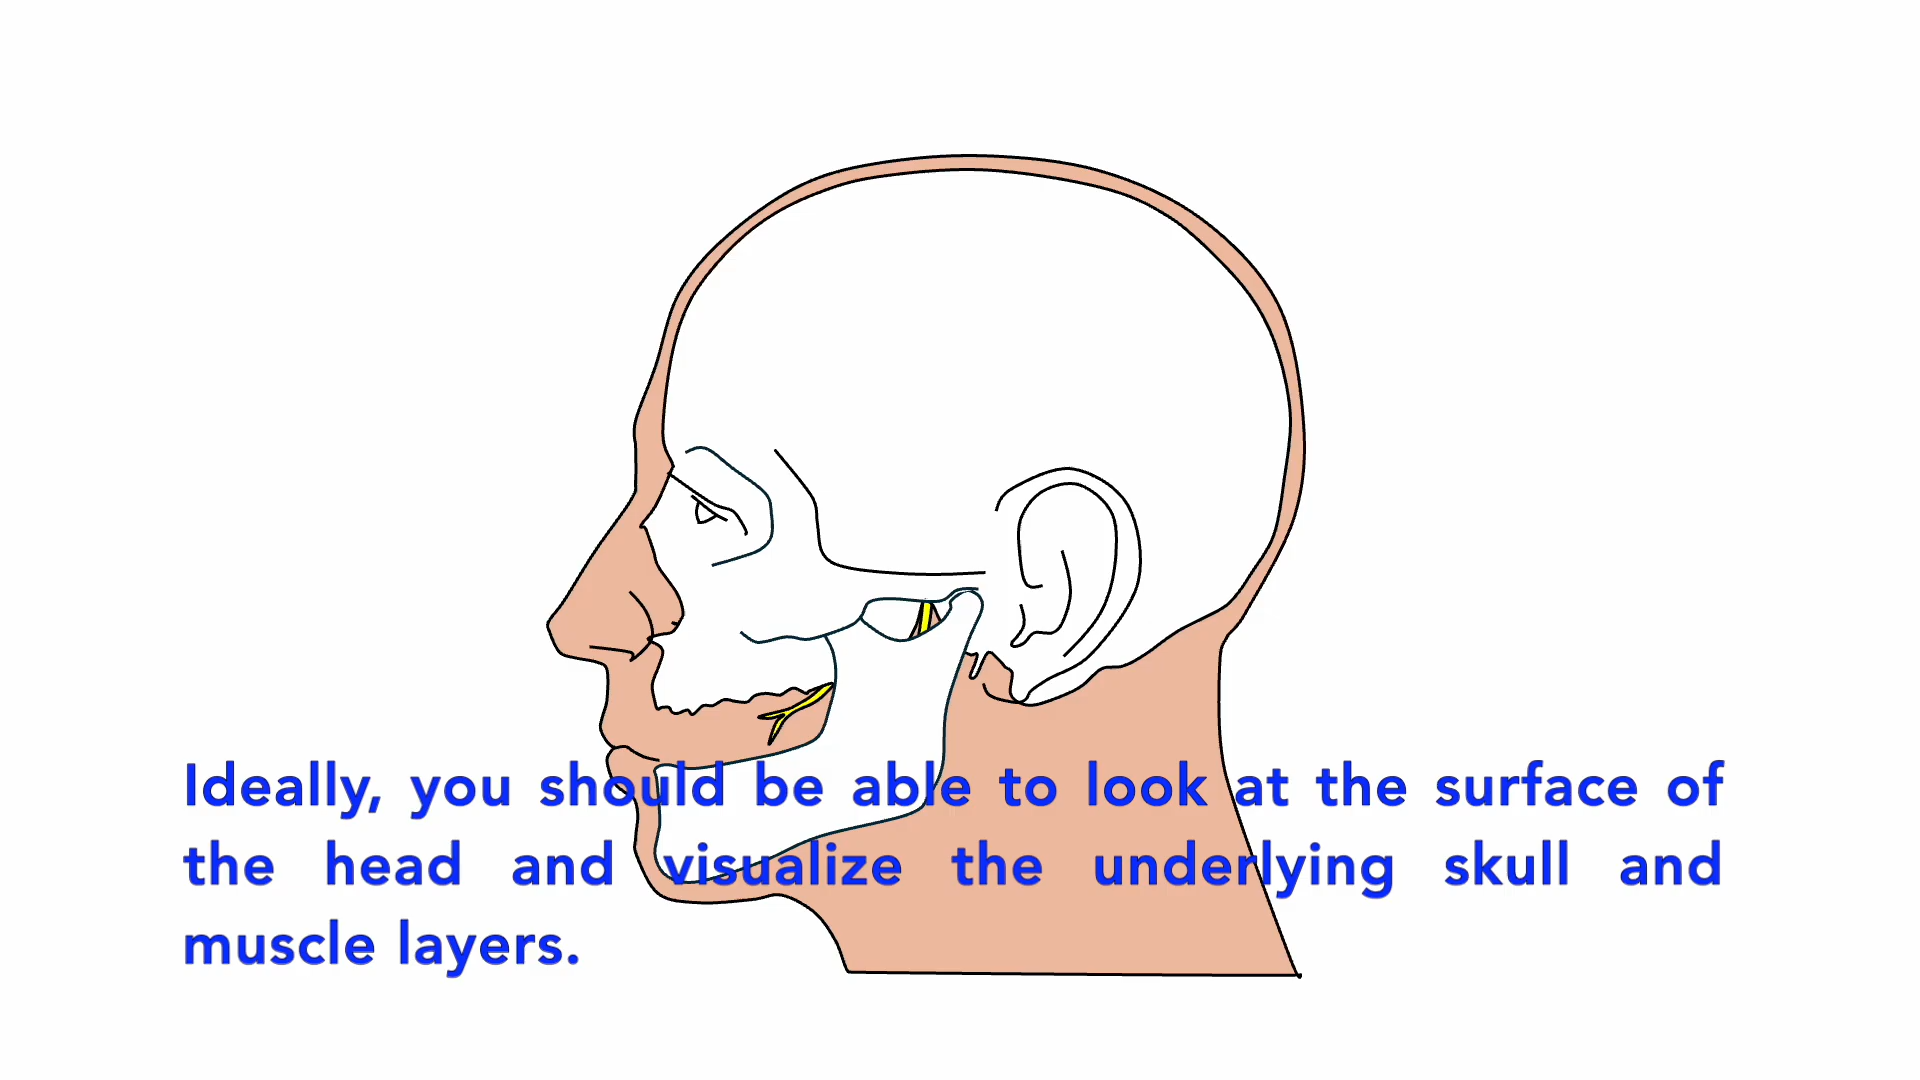 Ideally, you should be able to look at the surface of
the head and visualize the underlying skull and
muscle layers.